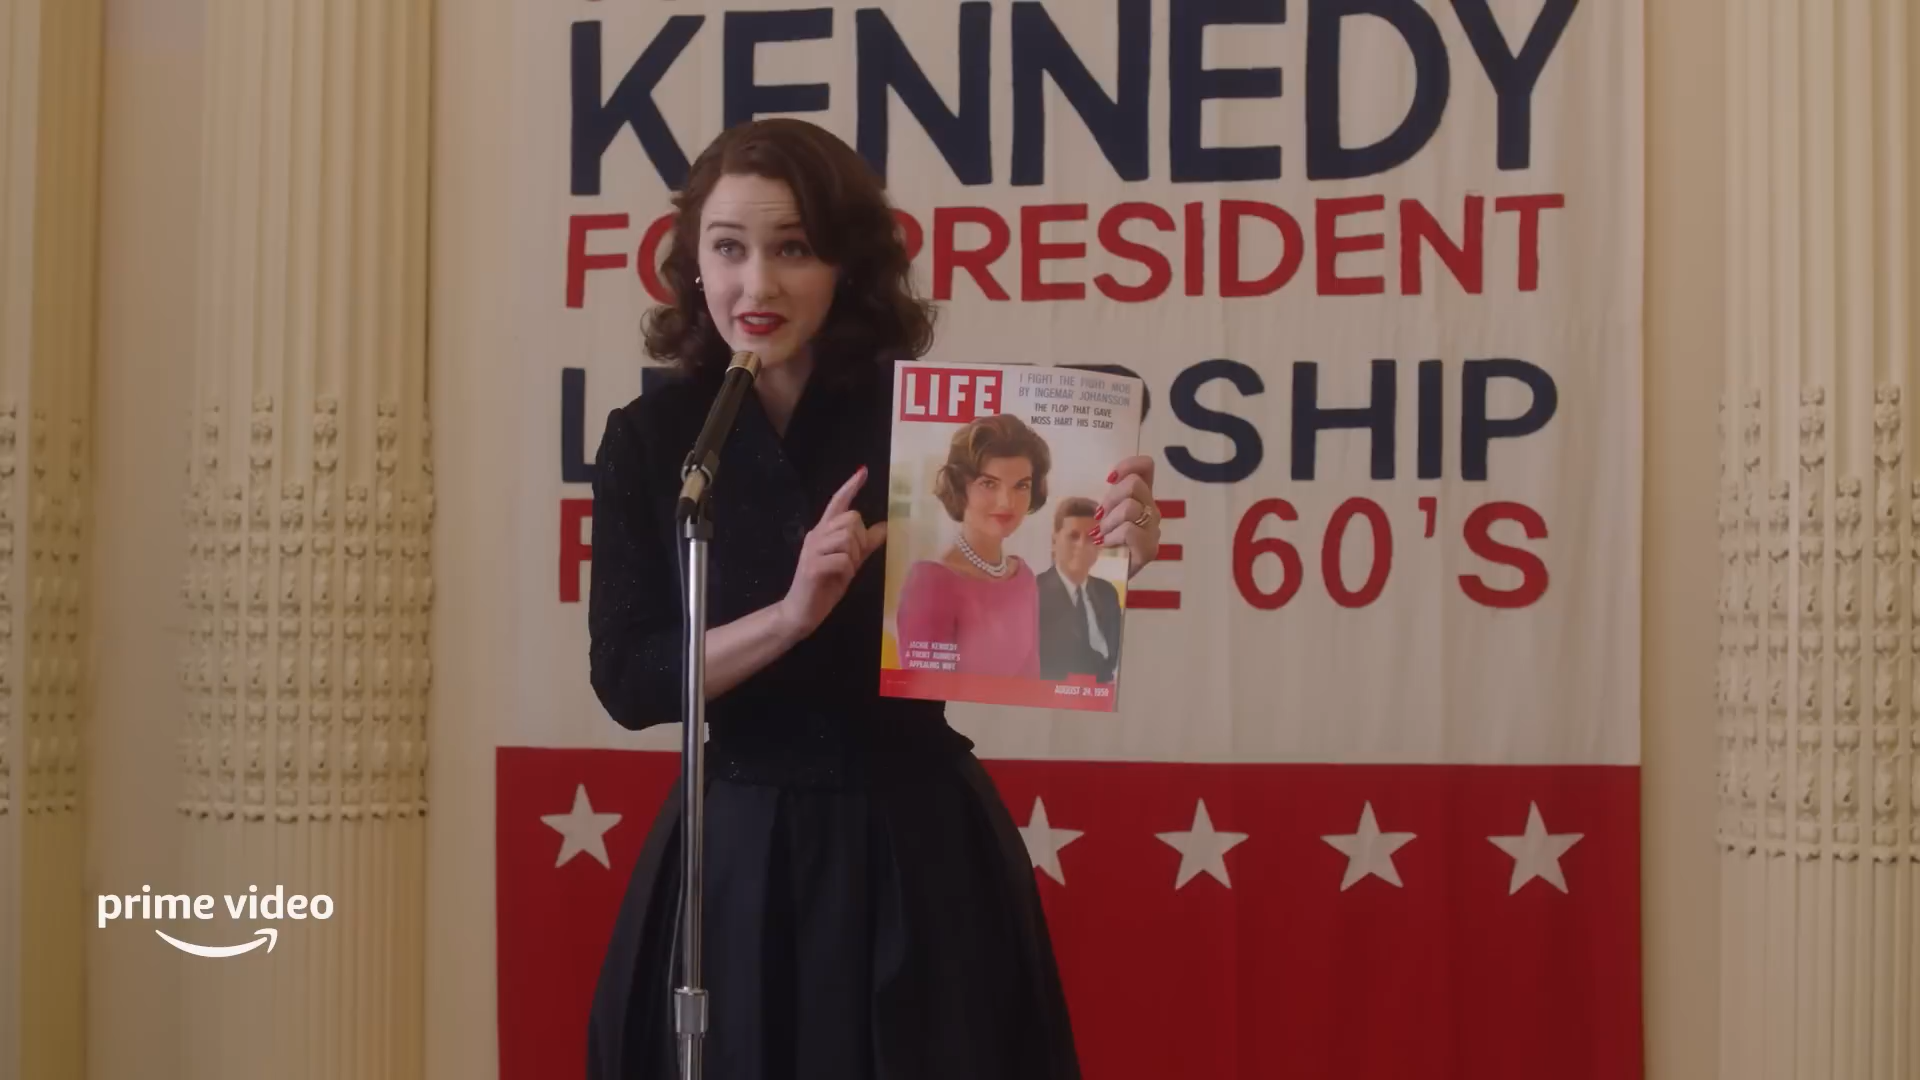 KENNEDY
FO PRESIDENT
L RSHIP
F E 60'S
LIFE
I FIGHT THE FIGHT MOB
BY INGEMAR JOHANSSON
THE FLOP THAT GAVE
MOSS HART HIS START
JACKIE KENNEDY
A FRONT RUNNER'S
APPEALING WIFE
AUGUST 24, 1959
prime video